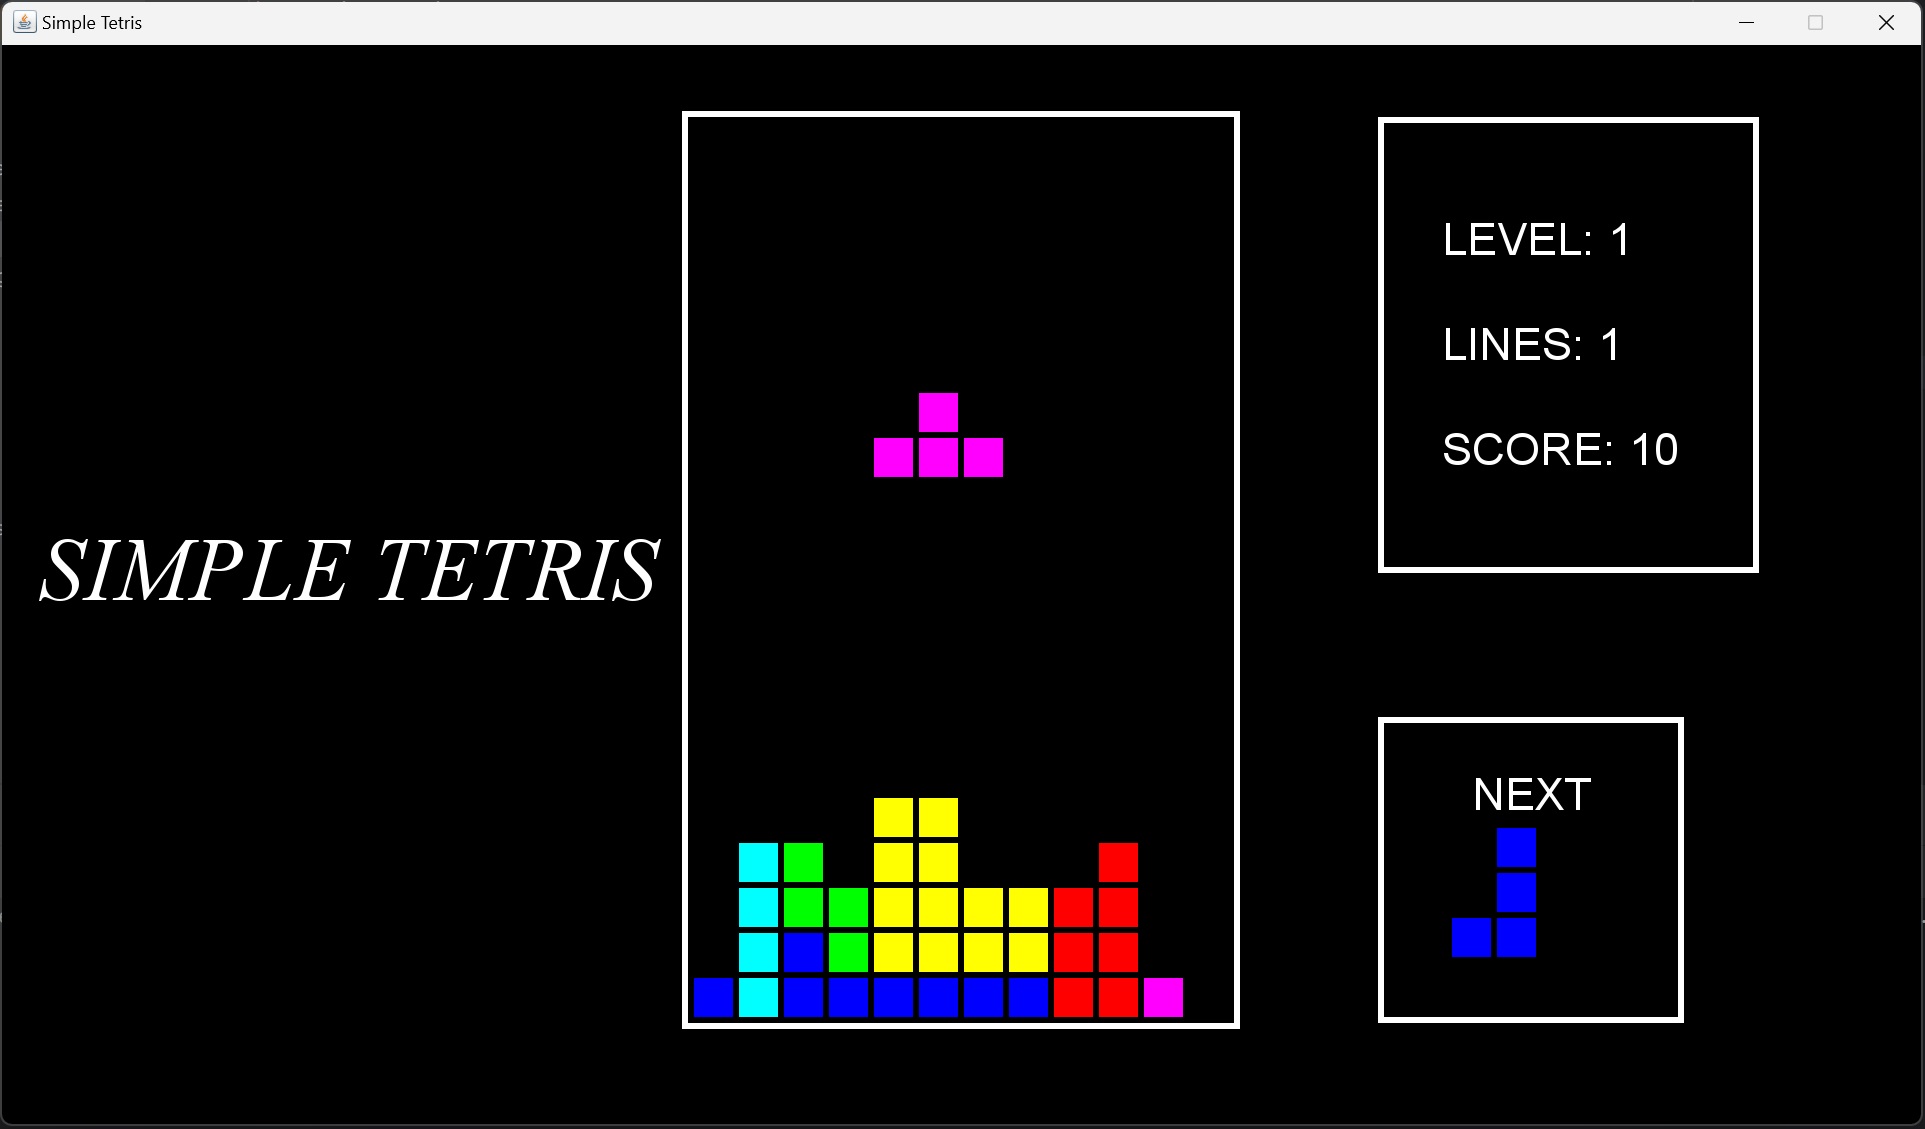 Simple Tetris
LEVEL: 1
LINES: 1
SCORE: 10
SIMPLE TETRIS
NEXT